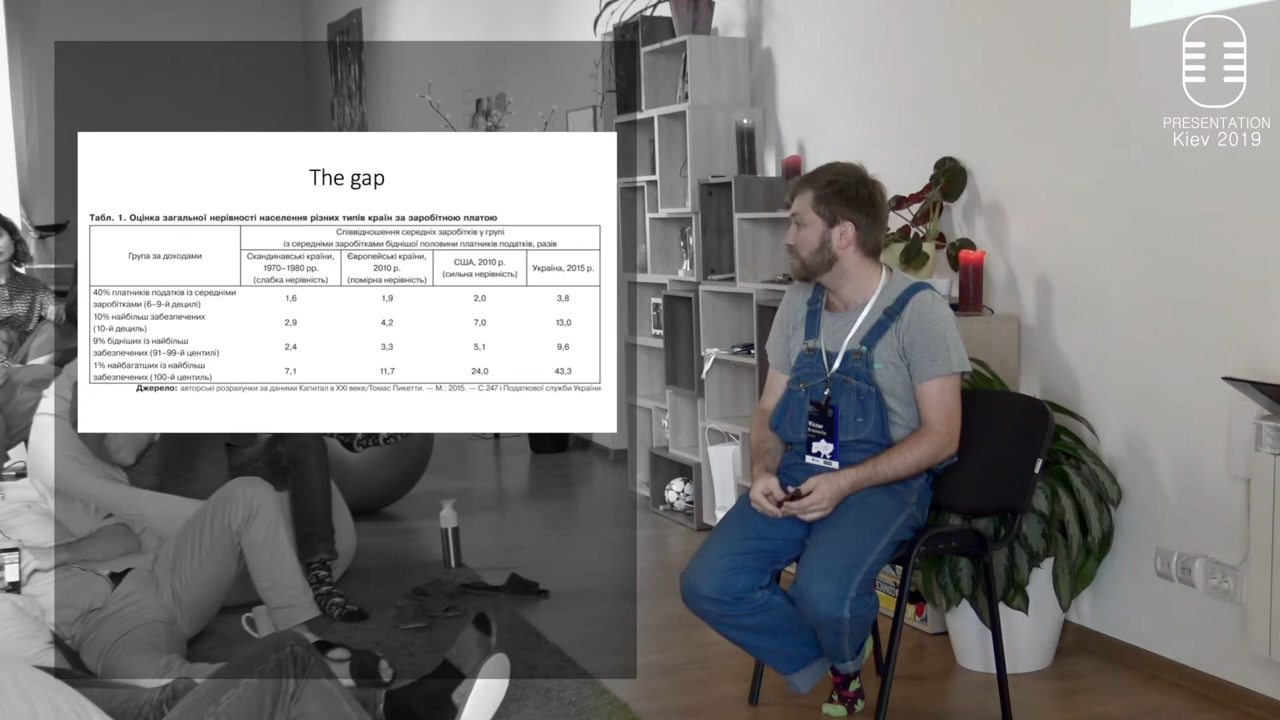 PRESENTATION
Kiev 2019
The gap
Табл. 1. Оцінка загальної нерівності населення різних типів країн за заробітною платою
Група за доходами
Співвідношення середніх заробітків у групі
із середніми заробітками біднішої половини платників податків, разів
Скандинавські країни,
1970–1980 рр.
(слабка нерівність)
Європейські країни,
2010 р.
(помірна нерівність)
США, 2010 р.
(сильна нерівність)
Україна, 2015 р.
40% платників податків із середніми
заробітками (6–9-й децилі)
1,6
1,9
2,0
3,8
10% найбільш забезпечених
(10-й дециль)
2,9
4,2
7,0
13,0
9% бідніших із найбільш
забезпечених (91–99-й центилі)
2,4
3,3
5,1
9,6
1% найбагатших із найбільш
забезпечених (100-й центиль)
7,1
11,7
24,0
43,3
Джерело: авторські розрахунки за даними Капитал в XXI веке/Томас Пикетти. — М.: 2015. — С.247 і Податкової служби України
Victor